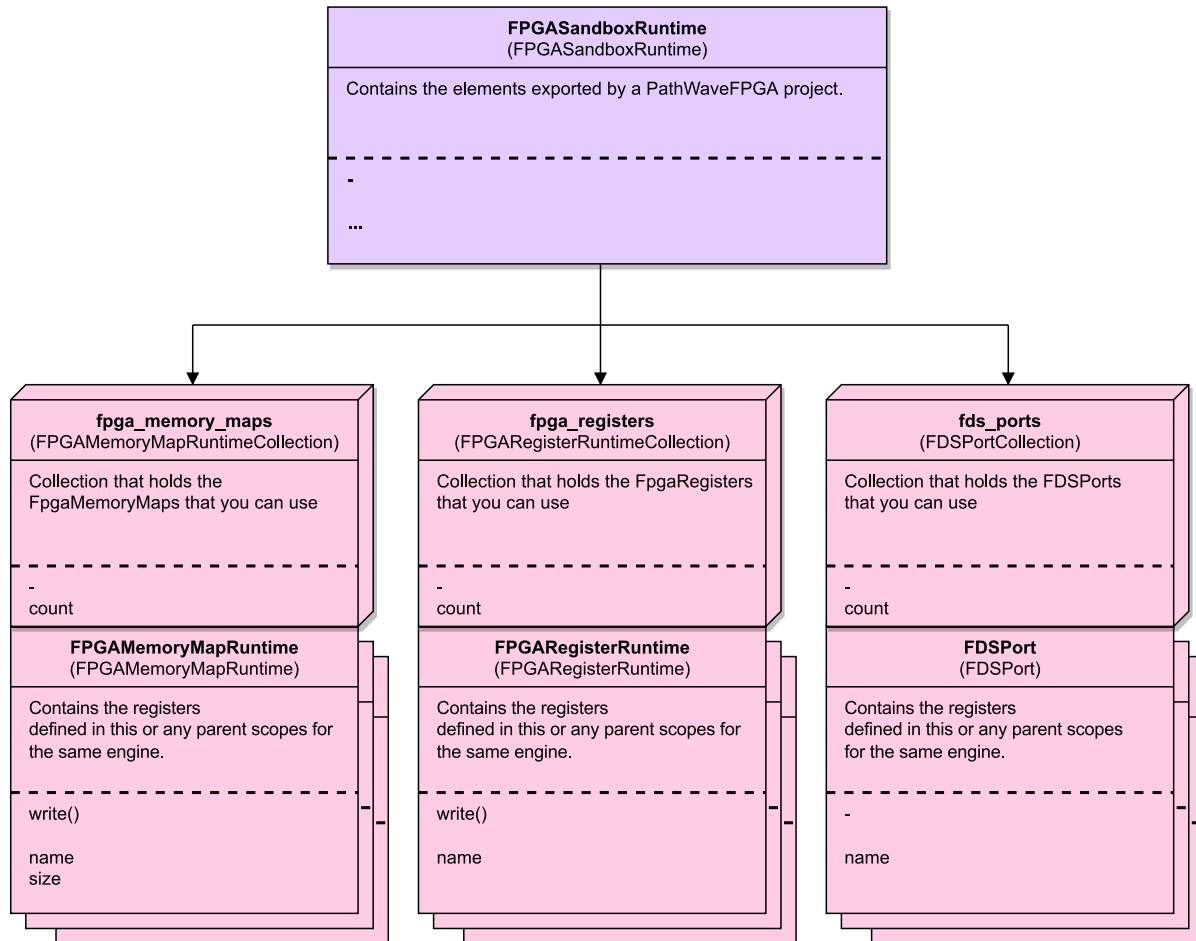 FPGASandboxRuntime
(FPGASandboxRuntime)
Contains the elements exported by a PathWaveFPGA project.
-
...
fpga_memory_maps
(FPGAMemoryMapRuntimeCollection)
Collection that holds the
FpgaMemoryMaps that you can use
-
count
FPGAMemoryMapRuntime
(FPGAMemoryMapRuntime)
Contains the registers
defined in this or any parent scopes for
the same engine.
write()
name
size
fpga_registers
(FPGARegisterRuntimeCollection)
Collection that holds the FpgaRegisters
that you can use
-
count
FPGARegisterRuntime
(FPGARegisterRuntime)
Contains the registers
defined in this or any parent scopes for
the same engine.
write()
name
fds_ports
(FDSPortCollection)
Collection that holds the FDSPorts
that you can use
-
count
FDSPort
(FDSPort)
Contains the registers
defined in this or any parent scopes
for the same engine.
-
name